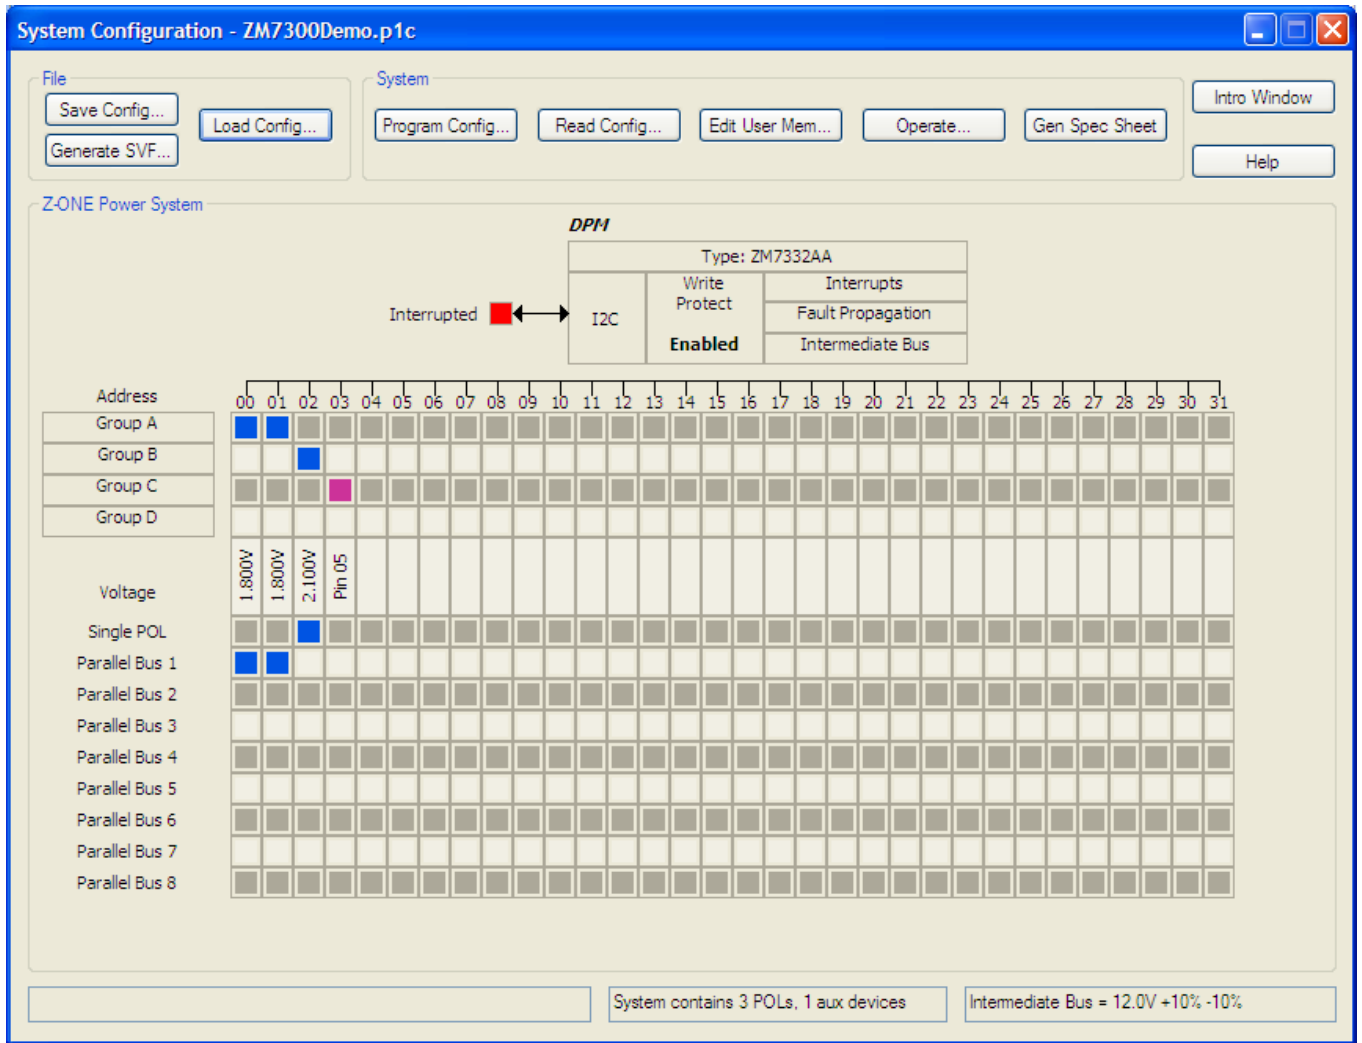 System Configuration - ZM7300Demo.p1c
File
System
Save Config...
Load Config...
Generate SVF...
Program Config...
Read Config...
Edit User Mem...
Operate...
Gen Spec Sheet
Intro Window
Help
Z-ONE Power System
DPM
Type: ZM7332AA
Interrupted
I2C
Write
Protect
Enabled
Interrupts
Fault Propagation
Intermediate Bus
Address 00 01 02 03 04 05 06 07 08 09 10 11 12 13 14 15 16 17 18 19 20 21 22 23 24 25 26 27 28 29 30 31
Group A
Group B
Group C
Group D
Voltage 1.800V 1.800V 2.100V Pin 05
Single POL
Parallel Bus 1
Parallel Bus 2
Parallel Bus 3
Parallel Bus 4
Parallel Bus 5
Parallel Bus 6
Parallel Bus 7
Parallel Bus 8
System contains 3 POLs, 1 aux devices
Intermediate Bus = 12.0V +10% -10%